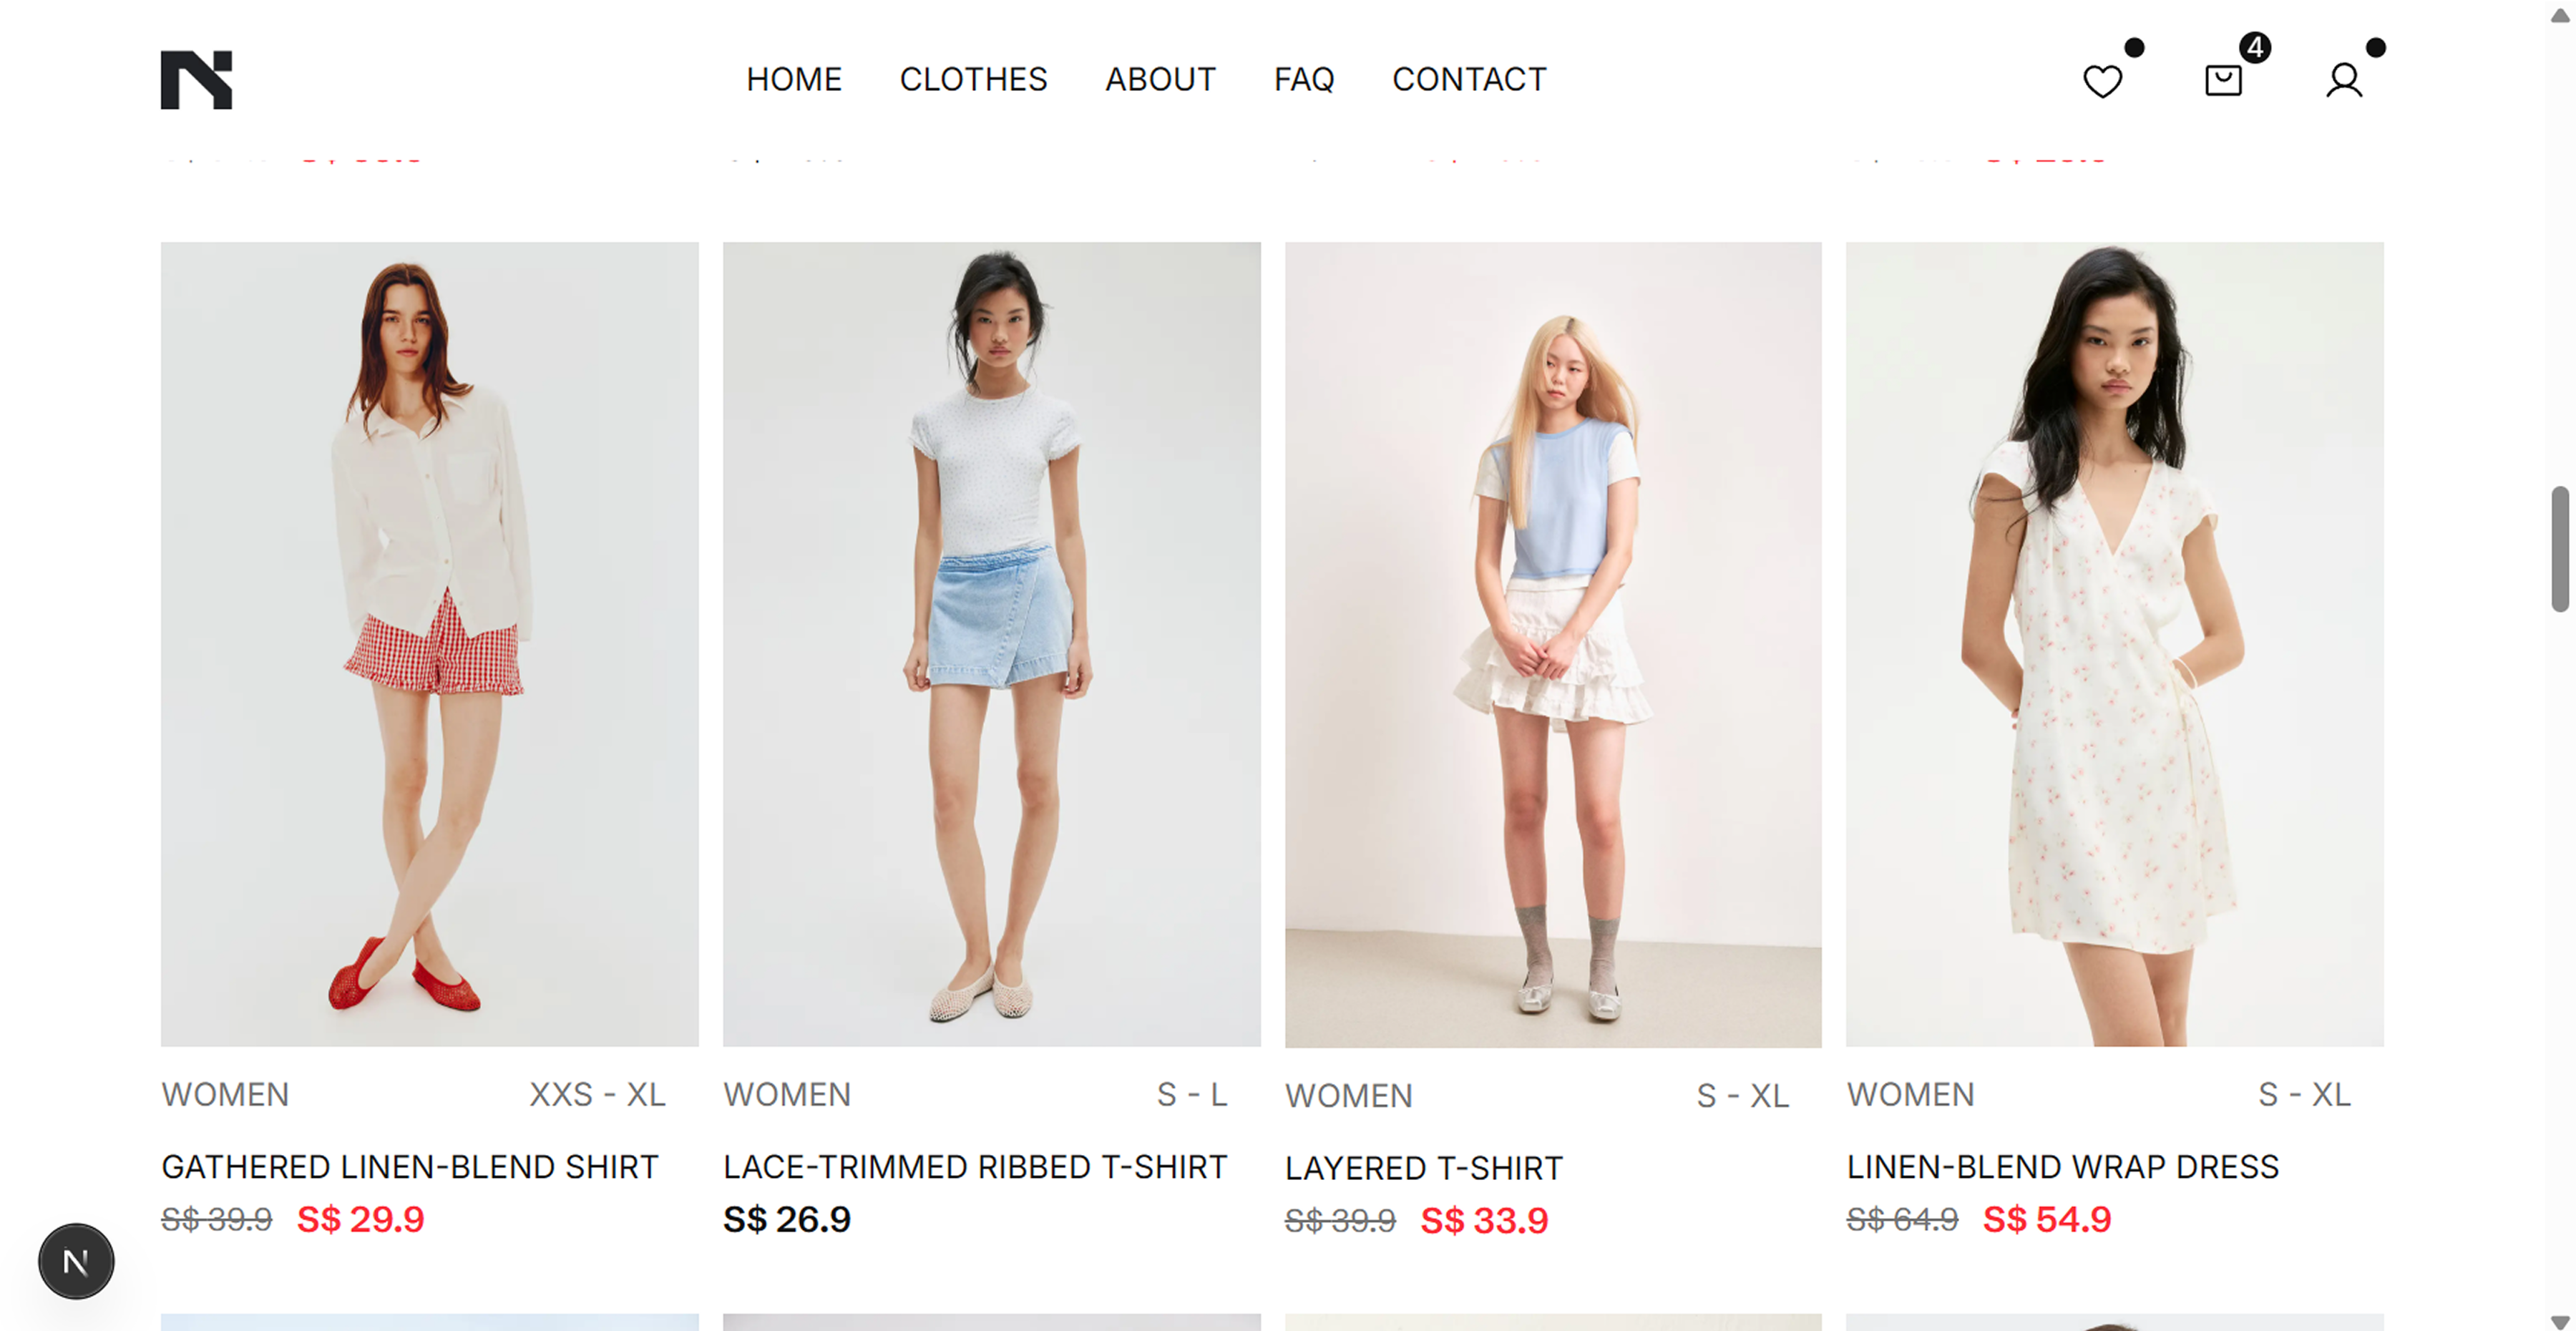 HOME CLOTHES ABOUT FAQ CONTACT 4
WOMEN XXS - XL
GATHERED LINEN-BLEND SHIRT
S$ 39.9 S$ 29.9
WOMEN S - L
LACE-TRIMMED RIBBED T-SHIRT
S$ 26.9
WOMEN S - XL
LAYERED T-SHIRT
S$ 39.9 S$ 33.9
WOMEN S - XL
LINEN-BLEND WRAP DRESS
S$ 64.9 S$ 54.9
N